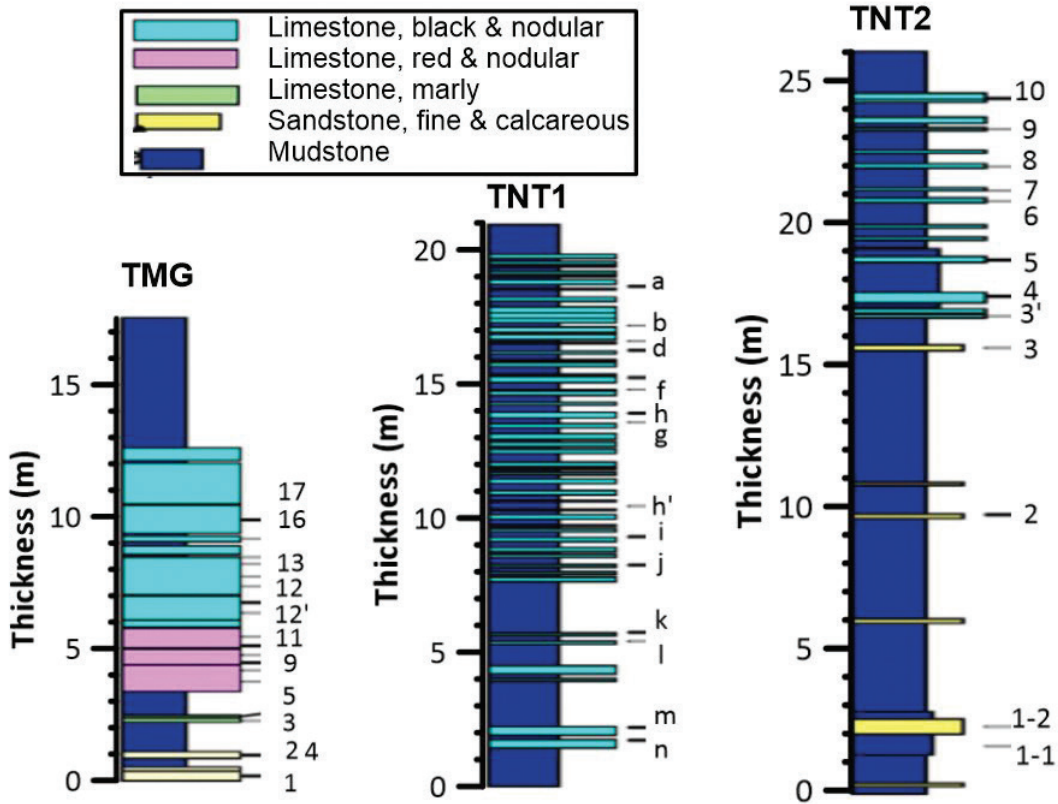 Limestone, black & nodular
Limestone, red & nodular
Limestone, marly
Sandstone, fine & calcareous
Mudstone
TMG
Thickness (m)
15
10
5
0
17
16
13
12
12'
11
9
5
3
2 4
1
TNT1
Thickness (m)
20
15
10
5
0
a
b
d
f
h
g
h'
i
j
k
l
m
n
TNT2
Thickness (m)
25
20
15
10
5
0
10
9
8
7
6
5
4
3'
3
2
1-2
1-1